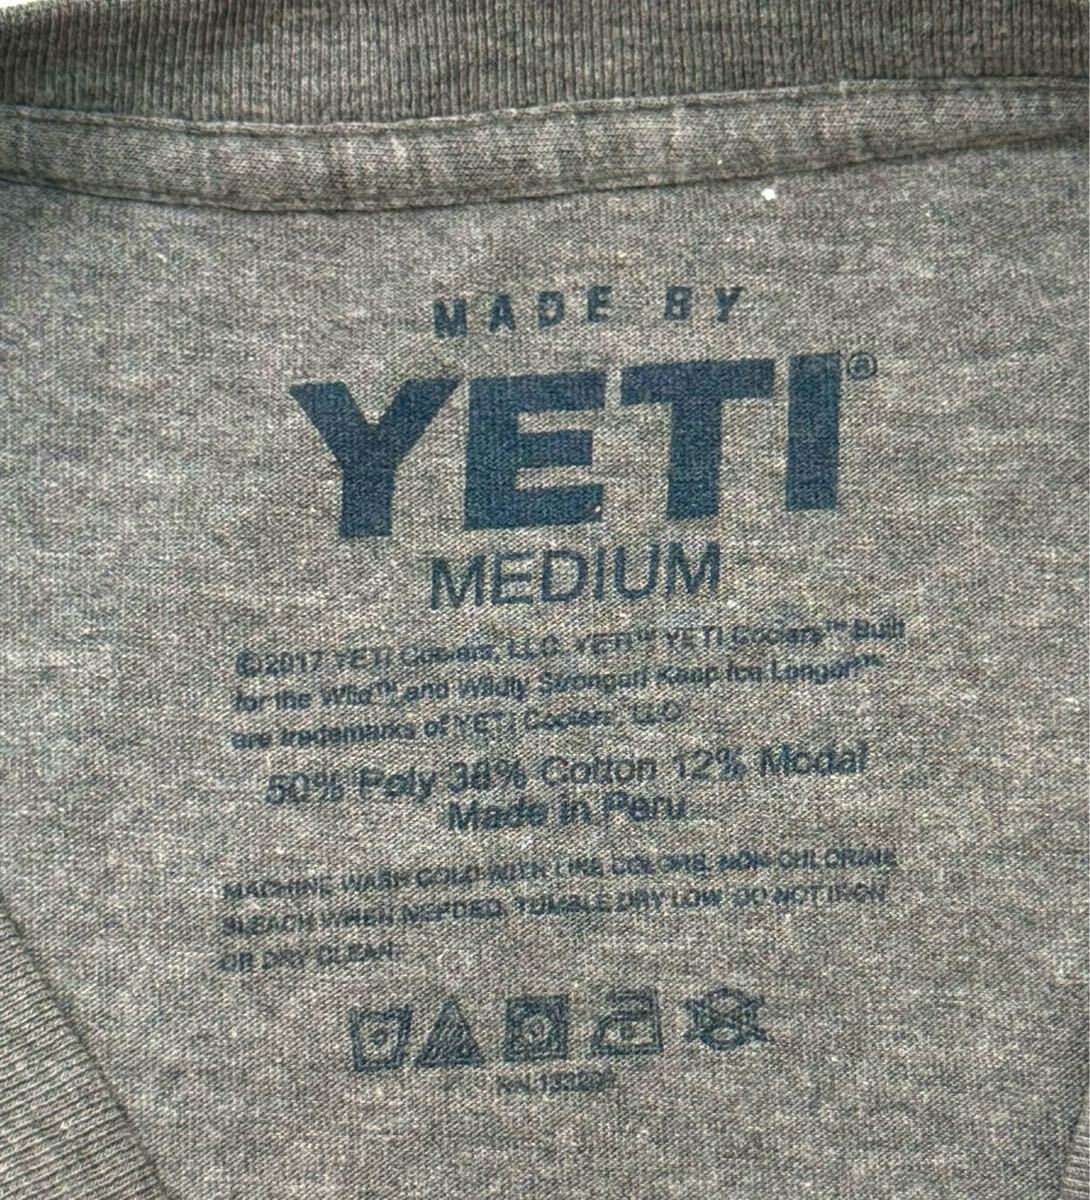 MADE BY
YETI®
MEDIUM
©2017 YETI Coolers, LLC. YETI™ YETI Coolers™ Built
for the Wild™ and Wildly Stronger! Keep Ice Longer!™
are trademarks of YETI Coolers, LLC
50% Poly 38% Cotton 12% Modal
Made in Peru
MACHINE WASH COLD WITH LIKE COLORS. NON-CHLORINE
BLEACH WHEN NEEDED. TUMBLE DRY LOW DO NOT IRON
OR DRY CLEAN.